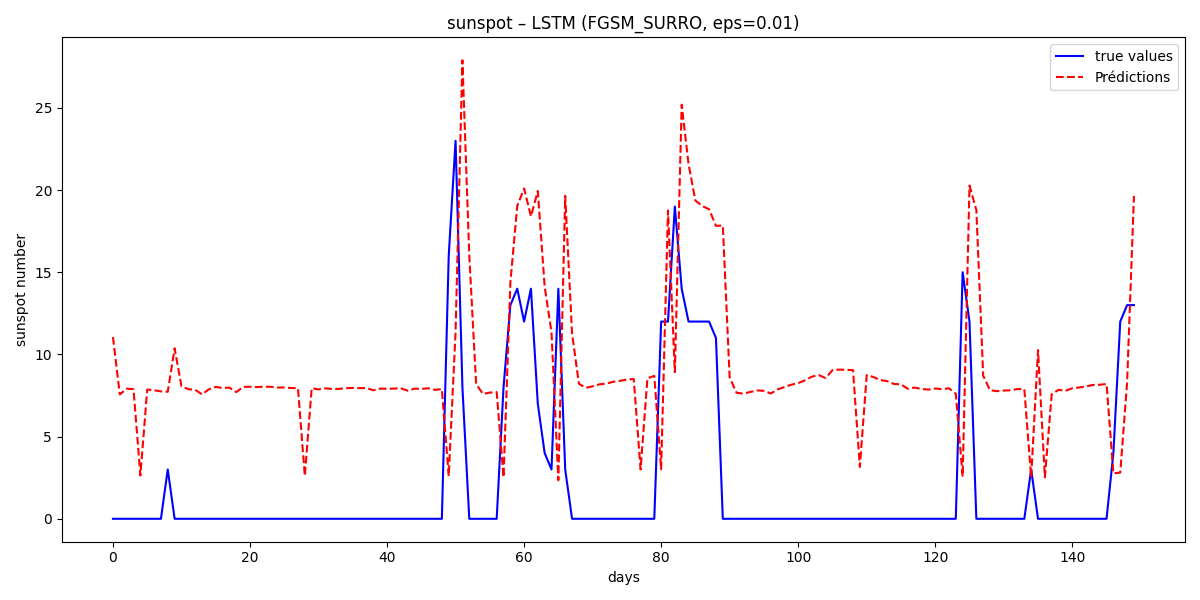 sunspot – LSTM (FGSM_SURRO, eps=0.01)
true values
Prédictions
sunspot number
25
20
15
10
5
0
0 20 40 60 80 100 120 140
days